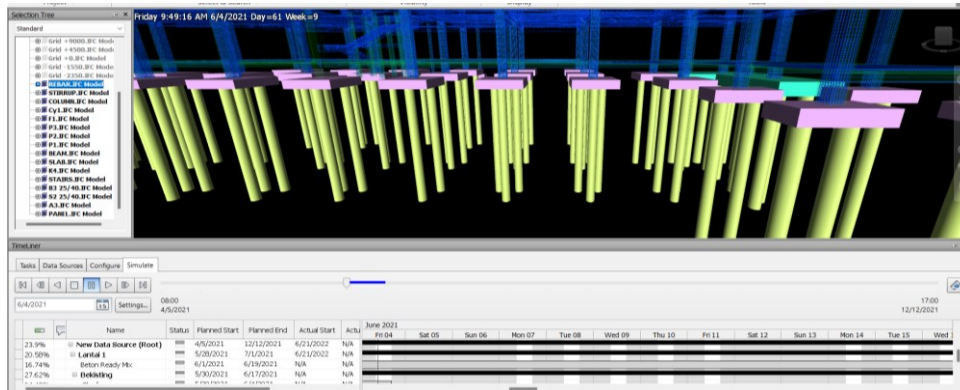 Selection Tree
Standard
Grid +9000.IFC Mode
Grid +4500.IFC Mode
Grid +0.IFC Model
Grid -1550.IFC Model
Grid -2350.IFC Mode
REBAR.IFC Model
STIRRUP.IFC Model
COLUMN.IFC Model
Cy1.IFC Model
F1.IFC Model
P3.IFC Model
P2.IFC Model
P1.IFC Model
BEAM.IFC Model
SLAB.IFC Model
K4.IFC Model
STAIRS.IFC Model
B3 25/40.IFC Model
S2 25/40.IFC Model
A3.IFC Model
PANEL.IFC Model
Friday 9:49:16 AM 6/4/2021 Day=61 Week=9
TimeLiner
Tasks Data Sources Configure Simulate
6/4/2021 Settings... 08:00 4/5/2021 17:00 12/12/2021
Name Status Planned Start Planned End Actual Start Actu June 2021
Fri 04 Sat 05 Sun 06 Mon 07 Tue 08 Wed 09 Thu 10 Fri 11 Sat 12 Sun 13 Mon 14 Tue 15 Wed
23.9% New Data Source (Root) 4/5/2021 12/12/2021 6/21/2022 N/A
20.58% Lantai 1 5/28/2021 7/1/2021 6/21/2022 N/A
16.74% Beton Ready Mix 6/1/2021 6/19/2021 N/A N/A
27.62% Bekisting 5/30/2021 6/17/2021 N/A N/A